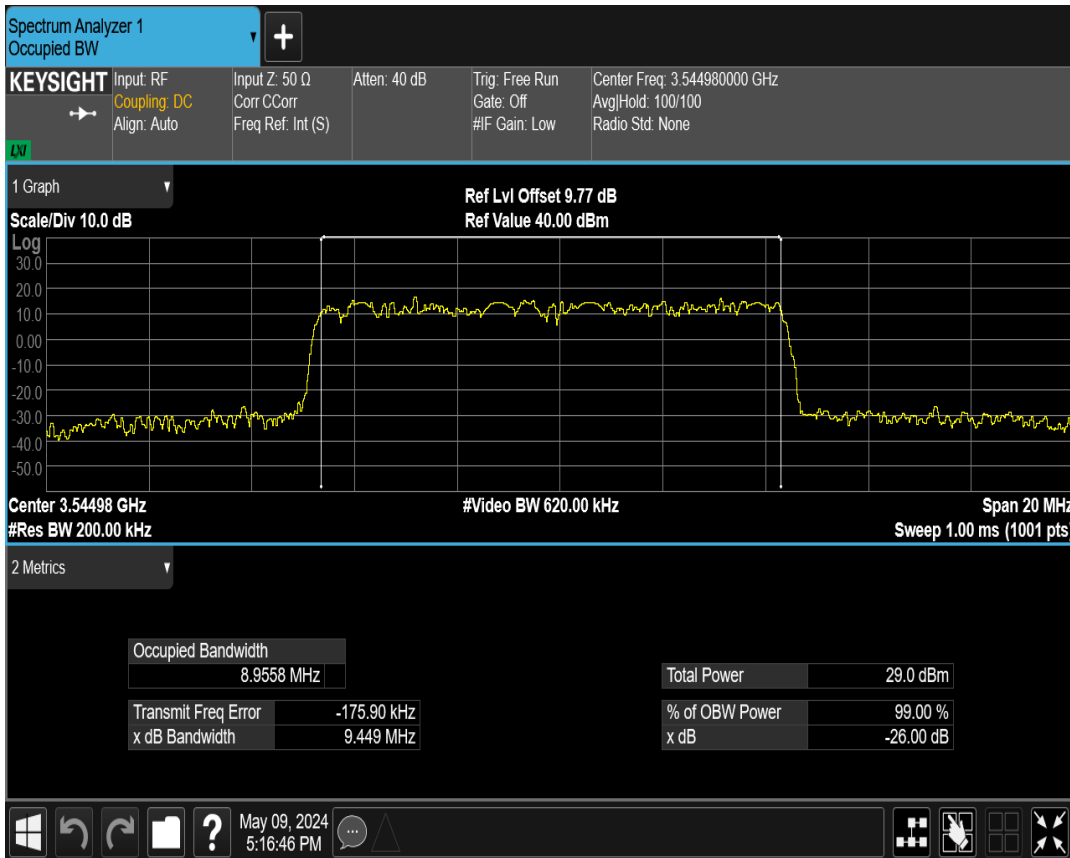 Spectrum Analyzer 1
Occupied BW
KEYSIGHT
Input: RF
Coupling: DC
Align: Auto
Input Z: 50 Ω
Corr CCorr
Freq Ref: Int (S)
Atten: 40 dB
Trig: Free Run
Gate: Off
#IF Gain: Low
Center Freq: 3.544980000 GHz
Avg|Hold: 100/100
Radio Std: None
LXI
1 Graph
Scale/Div 10.0 dB
Ref Lvl Offset 9.77 dB
Ref Value 40.00 dBm
Log
30.0
20.0
10.0
0.00
-10.0
-20.0
-30.0
-40.0
-50.0
Center 3.54498 GHz
#Video BW 620.00 kHz
Span 20 MHz
#Res BW 200.00 kHz
Sweep 1.00 ms (1001 pts)
2 Metrics
Occupied Bandwidth
8.9558 MHz
Total Power 29.0 dBm
Transmit Freq Error -175.90 kHz
% of OBW Power 99.00 %
x dB Bandwidth 9.449 MHz
x dB -26.00 dB
?
May 09, 2024
5:16:46 PM